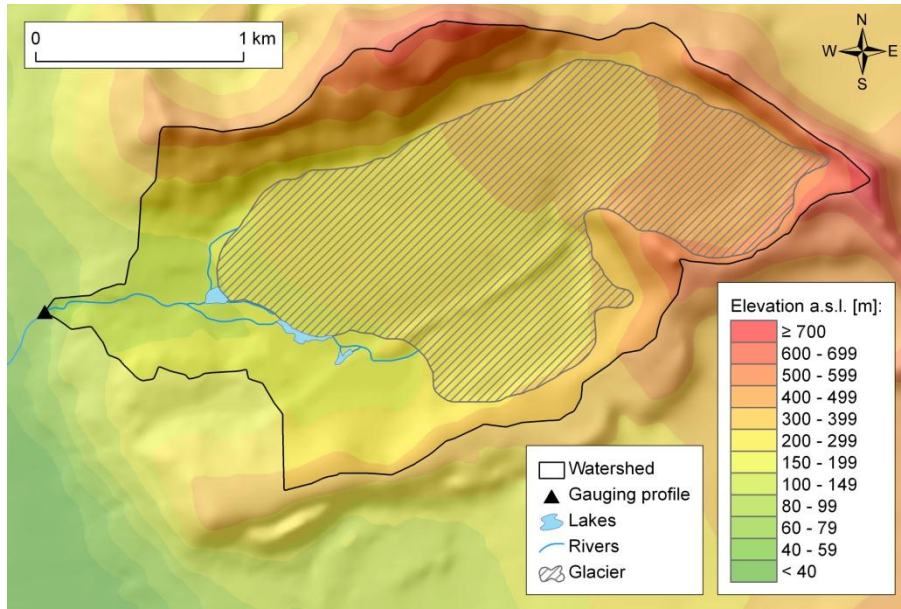 0 1 km
N
W E
S
Elevation a.s.l. [m]:
≥ 700
600 - 699
500 - 599
400 - 499
300 - 399
200 - 299
150 - 199
100 - 149
80 - 99
60 - 79
40 - 59
< 40
Watershed
Gauging profile
Lakes
Rivers
Glacier